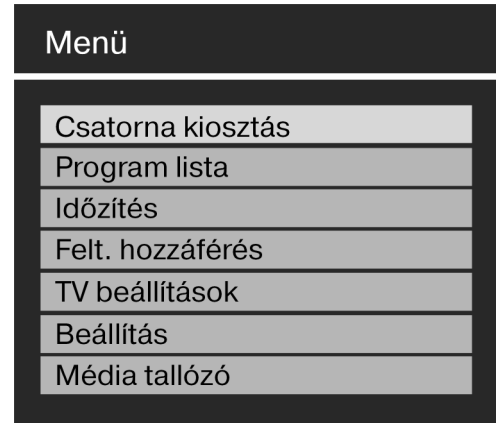 Menü
Csatorna kiosztás
Program lista
Időzítés
Felt. hozzáférés
TV beállítások
Beállítás
Média tallózó